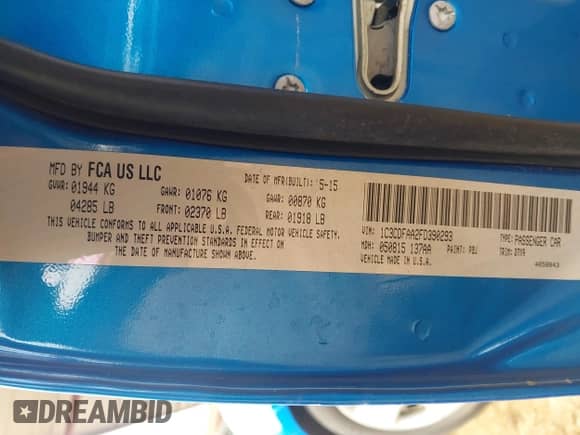 MFD BY FCA US LLC DATE OF MFR(BUILT): 5-15
GVWR: 01944 KG GAWR: 01076 KG GAWR: 00870 KG
04285 LB FRONT: 02370 LB REAR: 01918 LB
THIS VEHICLE CONFORMS TO ALL APPLICABLE U.S.A. FEDERAL MOTOR VEHICLE SAFETY,
BUMPER AND THEFT PREVENTION STANDARDS IN EFFECT ON
THE DATE OF MANUFACTURE SHOWN ABOVE.
VIN: 1C3CDFAA2FD390293 TYPE: PASSENGER CAR
MDH: 050815 137AA PAINT: PBJ TRIM: DTX9
VEHICLE MADE IN U.S.A. 4850843
DREAMBID